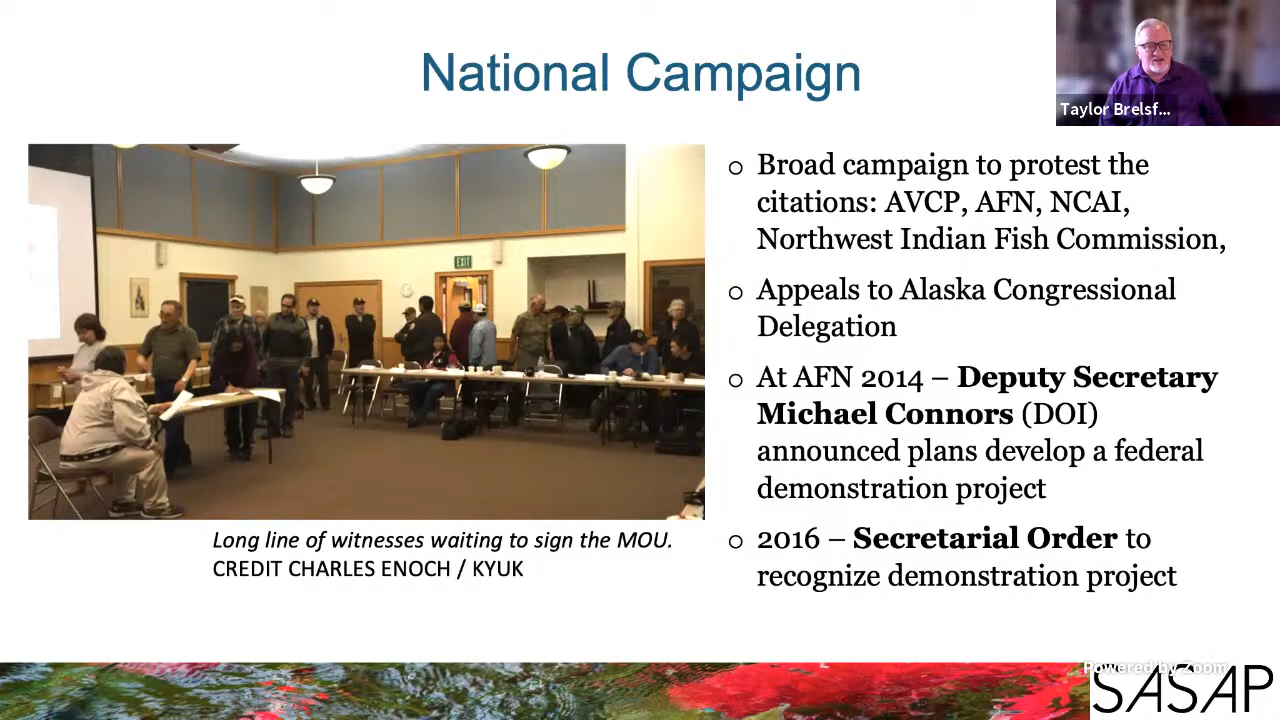 National Campaign
Taylor Brelsf...
EXIT
○ Broad campaign to protest the
citations: AVCP, AFN, NCAI,
Northwest Indian Fish Commission,
○ Appeals to Alaska Congressional
Delegation
○ At AFN 2014 – Deputy Secretary
Michael Connors (DOI)
announced plans develop a federal
demonstration project
○ 2016 – Secretarial Order to
recognize demonstration project
Long line of witnesses waiting to sign the MOU.
CREDIT CHARLES ENOCH / KYUK
Powered by Zoom
SASAP